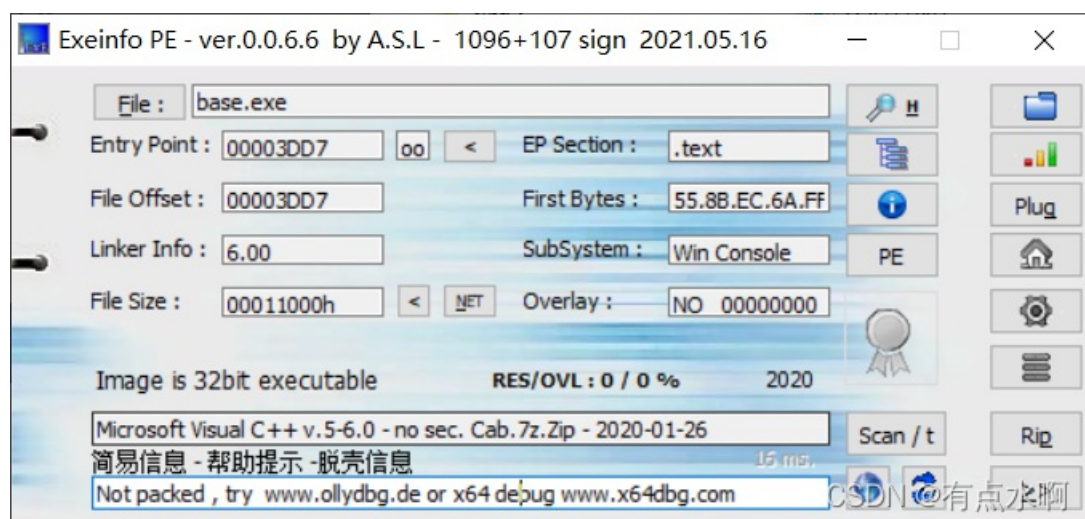 Exeinfo PE - ver.0.0.6.6 by A.S.L - 1096+107 sign 2021.05.16
File : base.exe H
Entry Point : 00003DD7 oo < EP Section : .text
File Offset : 00003DD7 First Bytes : 55.8B.EC.6A.FF Plug
Linker Info : 6.00 SubSystem : Win Console PE
File Size : 00011000h < NET Overlay : NO 00000000
Image is 32bit executable RES/OVL : 0 / 0 % 2020
Microsoft Visual C++ v.5-6.0 - no sec. Cab.7z.Zip - 2020-01-26 Scan / t Rip
简易信息 - 帮助提示 -脱壳信息 16 ms.
Not packed , try www.ollydbg.de or x64 debug www.x64dbg.com
CSDN @有点水啊